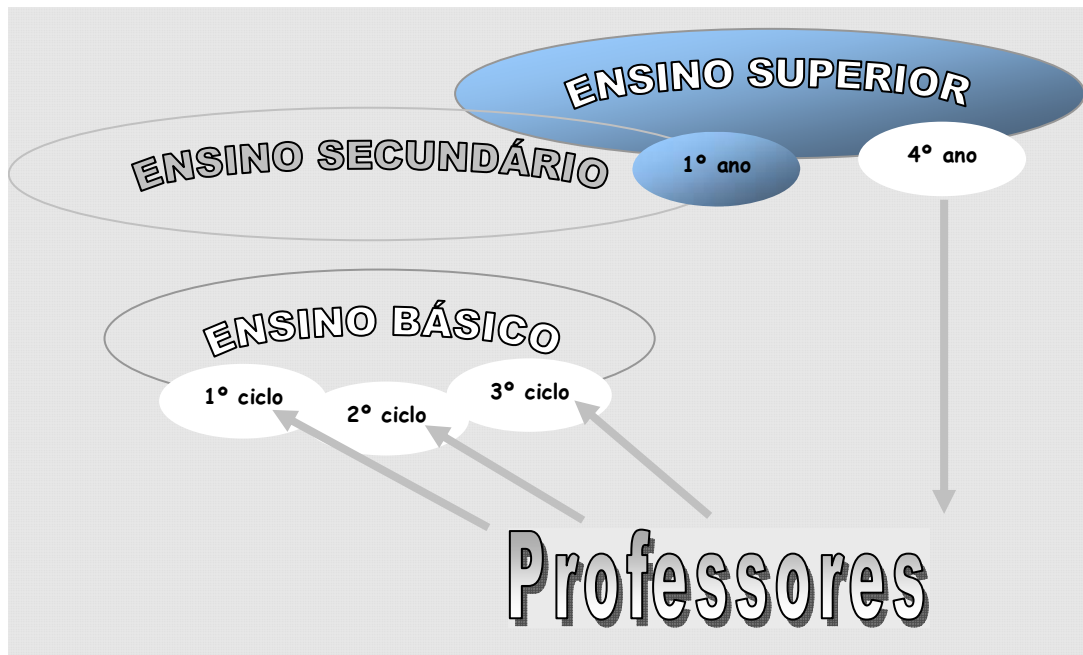 ENSINO SUPERIOR
ENSINO SECUNDÁRIO
1º ano
4º ano
ENSINO BÁSICO
1º ciclo
2º ciclo
3º ciclo
Professores